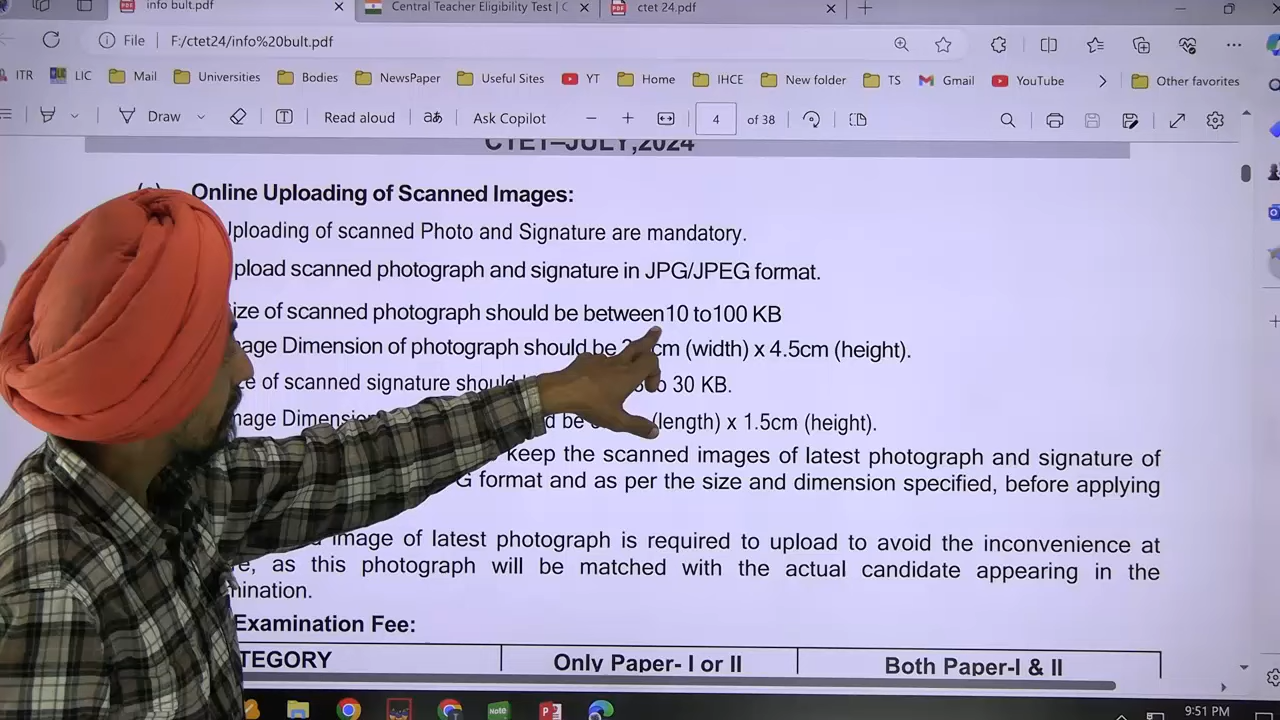 info bult.pdf
Central Teacher Eligibility Test | C
ctet 24.pdf
File
F:/ctet24/info%20bult.pdf
ITR LIC Mail Universities Bodies NewsPaper Useful Sites YT Home IHCE New folder TS Gmail YouTube Other favorites
Draw Read aloud Ask Copilot 4 of 38
CTET–JULY,2024
Online Uploading of Scanned Images:
Uploading of scanned Photo and Signature are mandatory.
pload scanned photograph and signature in JPG/JPEG format.
ize of scanned photograph should be between10 to100 KB
mage Dimension of photograph should be cm (width) x 4.5cm (height).
e of scanned signature should 30 KB.
mage Dimension d be (length) x 1.5cm (height).
keep the scanned images of latest photograph and signature of
G format and as per the size and dimension specified, before applying
image of latest photograph is required to upload to avoid the inconvenience at
re, as this photograph will be matched with the actual candidate appearing in the
mination.
Examination Fee:
TEGORY Only Paper- I or II Both Paper-I & II
Note
9:51 PM